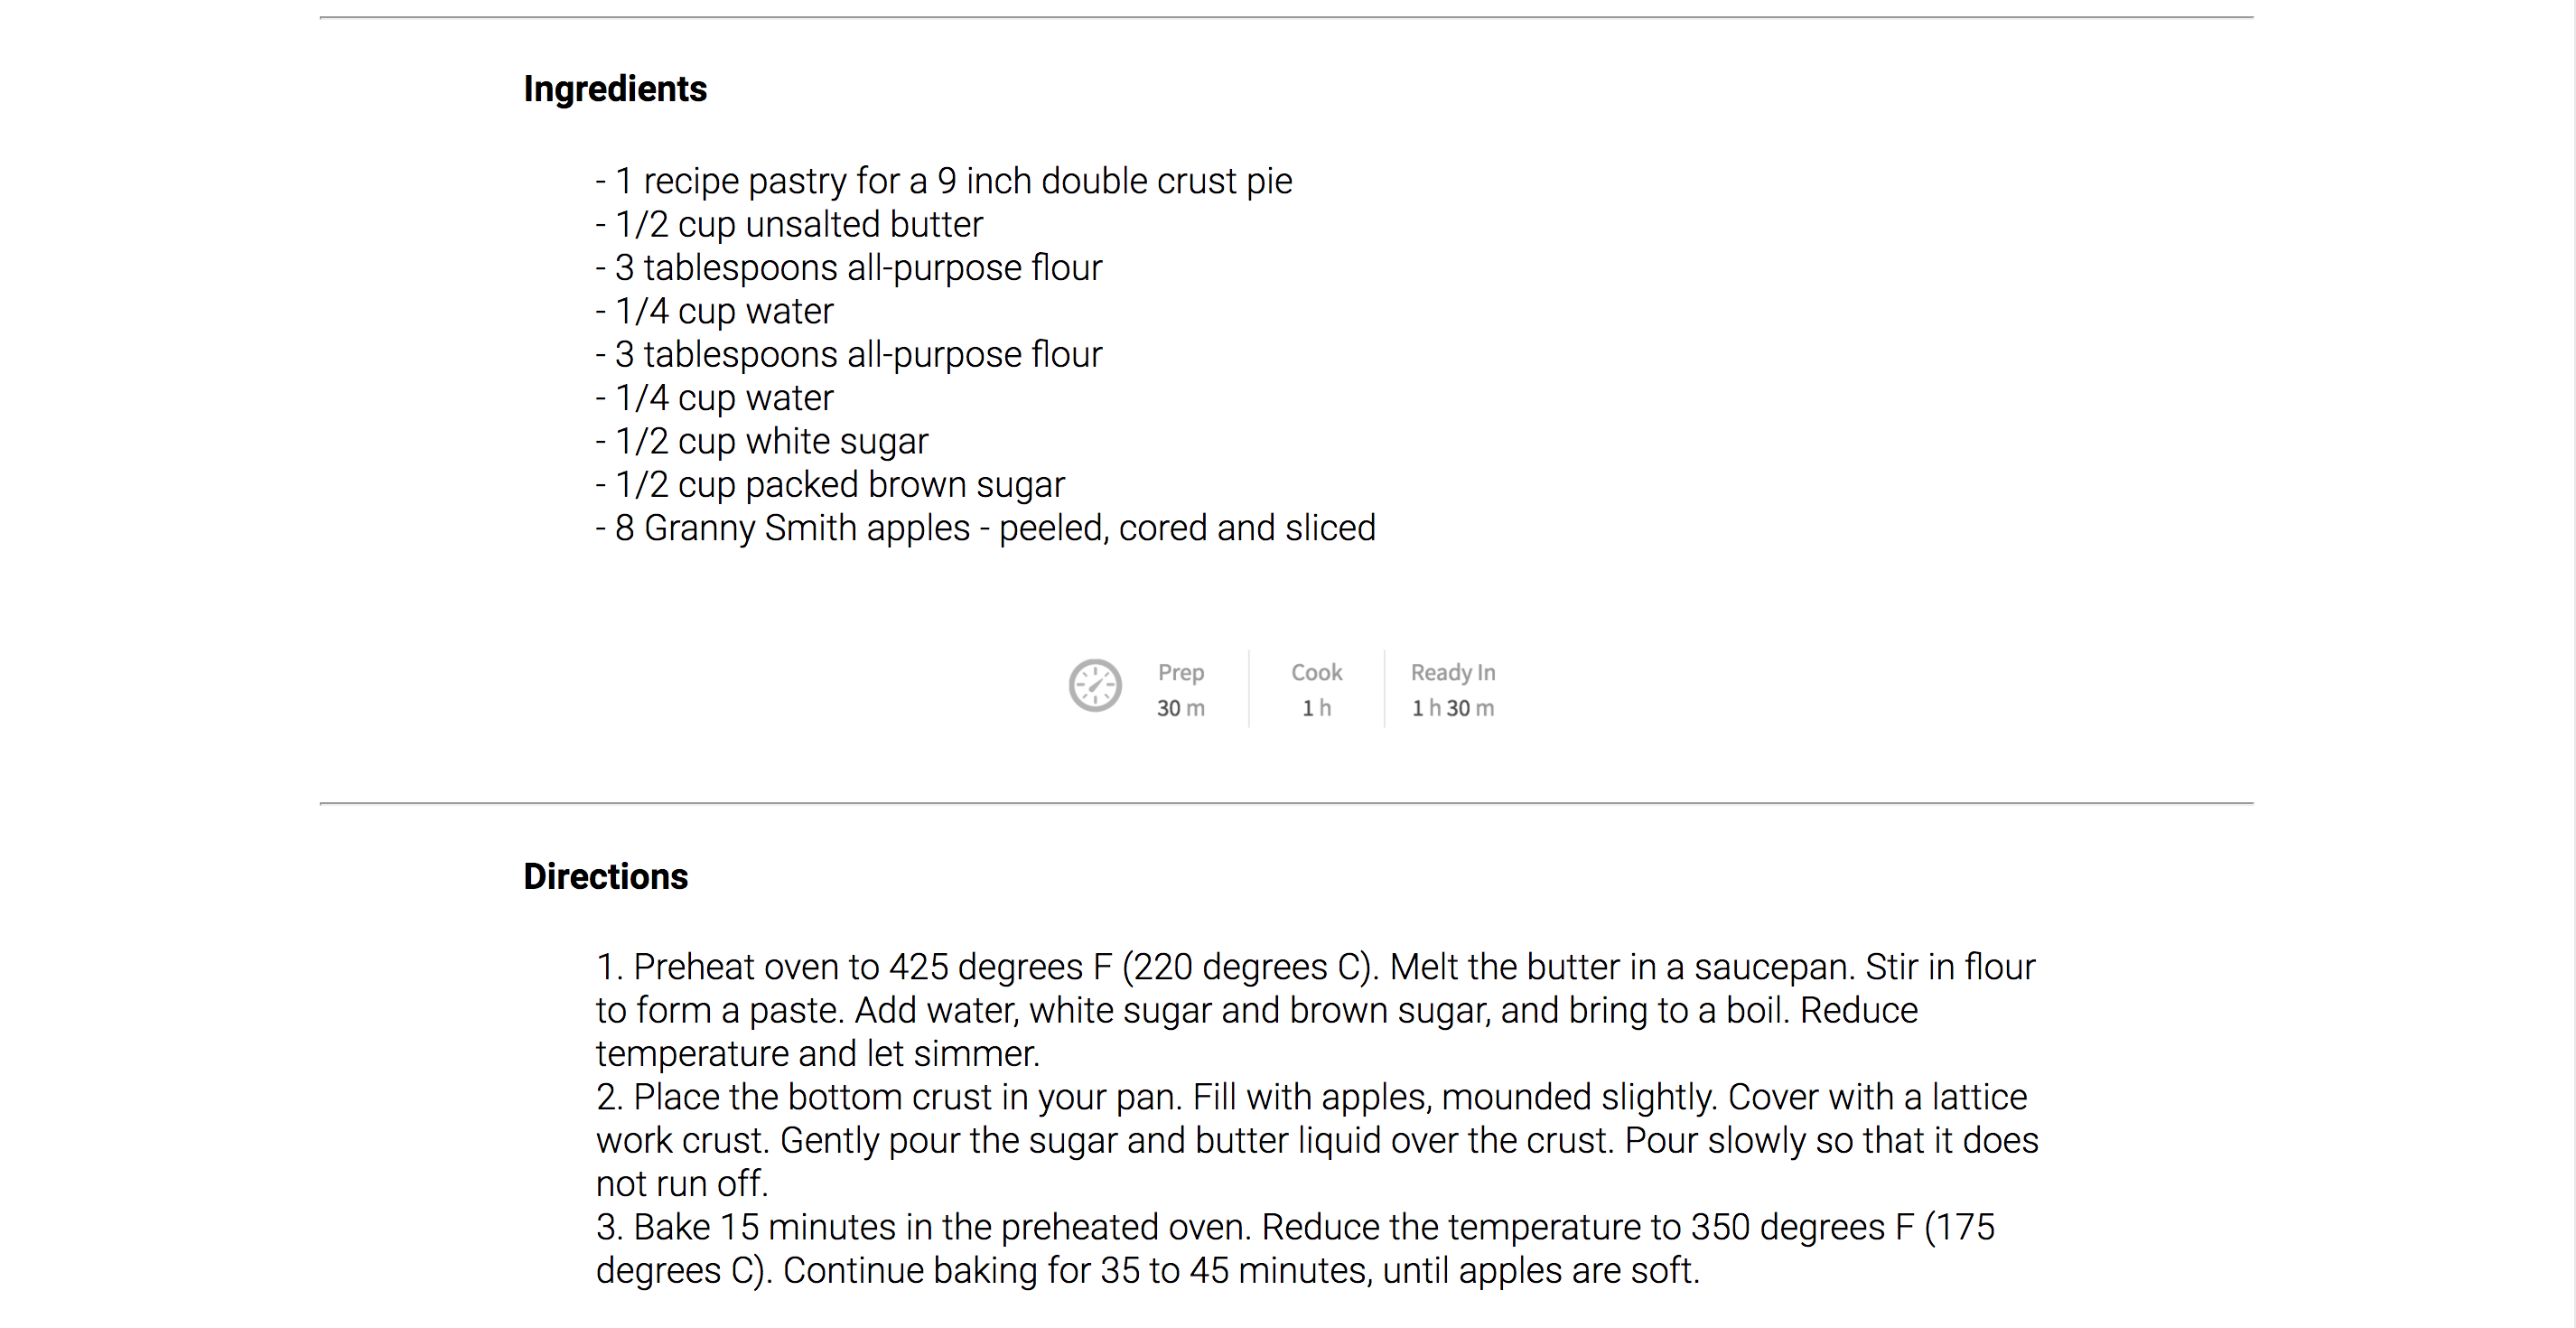 Ingredients
- 1 recipe pastry for a 9 inch double crust pie
- 1/2 cup unsalted butter
- 3 tablespoons all-purpose flour
- 1/4 cup water
- 3 tablespoons all-purpose flour
- 1/4 cup water
- 1/2 cup white sugar
- 1/2 cup packed brown sugar
- 8 Granny Smith apples - peeled, cored and sliced
Prep Cook Ready In
30 m 1 h 1 h 30 m
Directions
1. Preheat oven to 425 degrees F (220 degrees C). Melt the butter in a saucepan. Stir in flour
to form a paste. Add water, white sugar and brown sugar, and bring to a boil. Reduce
temperature and let simmer.
2. Place the bottom crust in your pan. Fill with apples, mounded slightly. Cover with a lattice
work crust. Gently pour the sugar and butter liquid over the crust. Pour slowly so that it does
not run off.
3. Bake 15 minutes in the preheated oven. Reduce the temperature to 350 degrees F (175
degrees C). Continue baking for 35 to 45 minutes, until apples are soft.